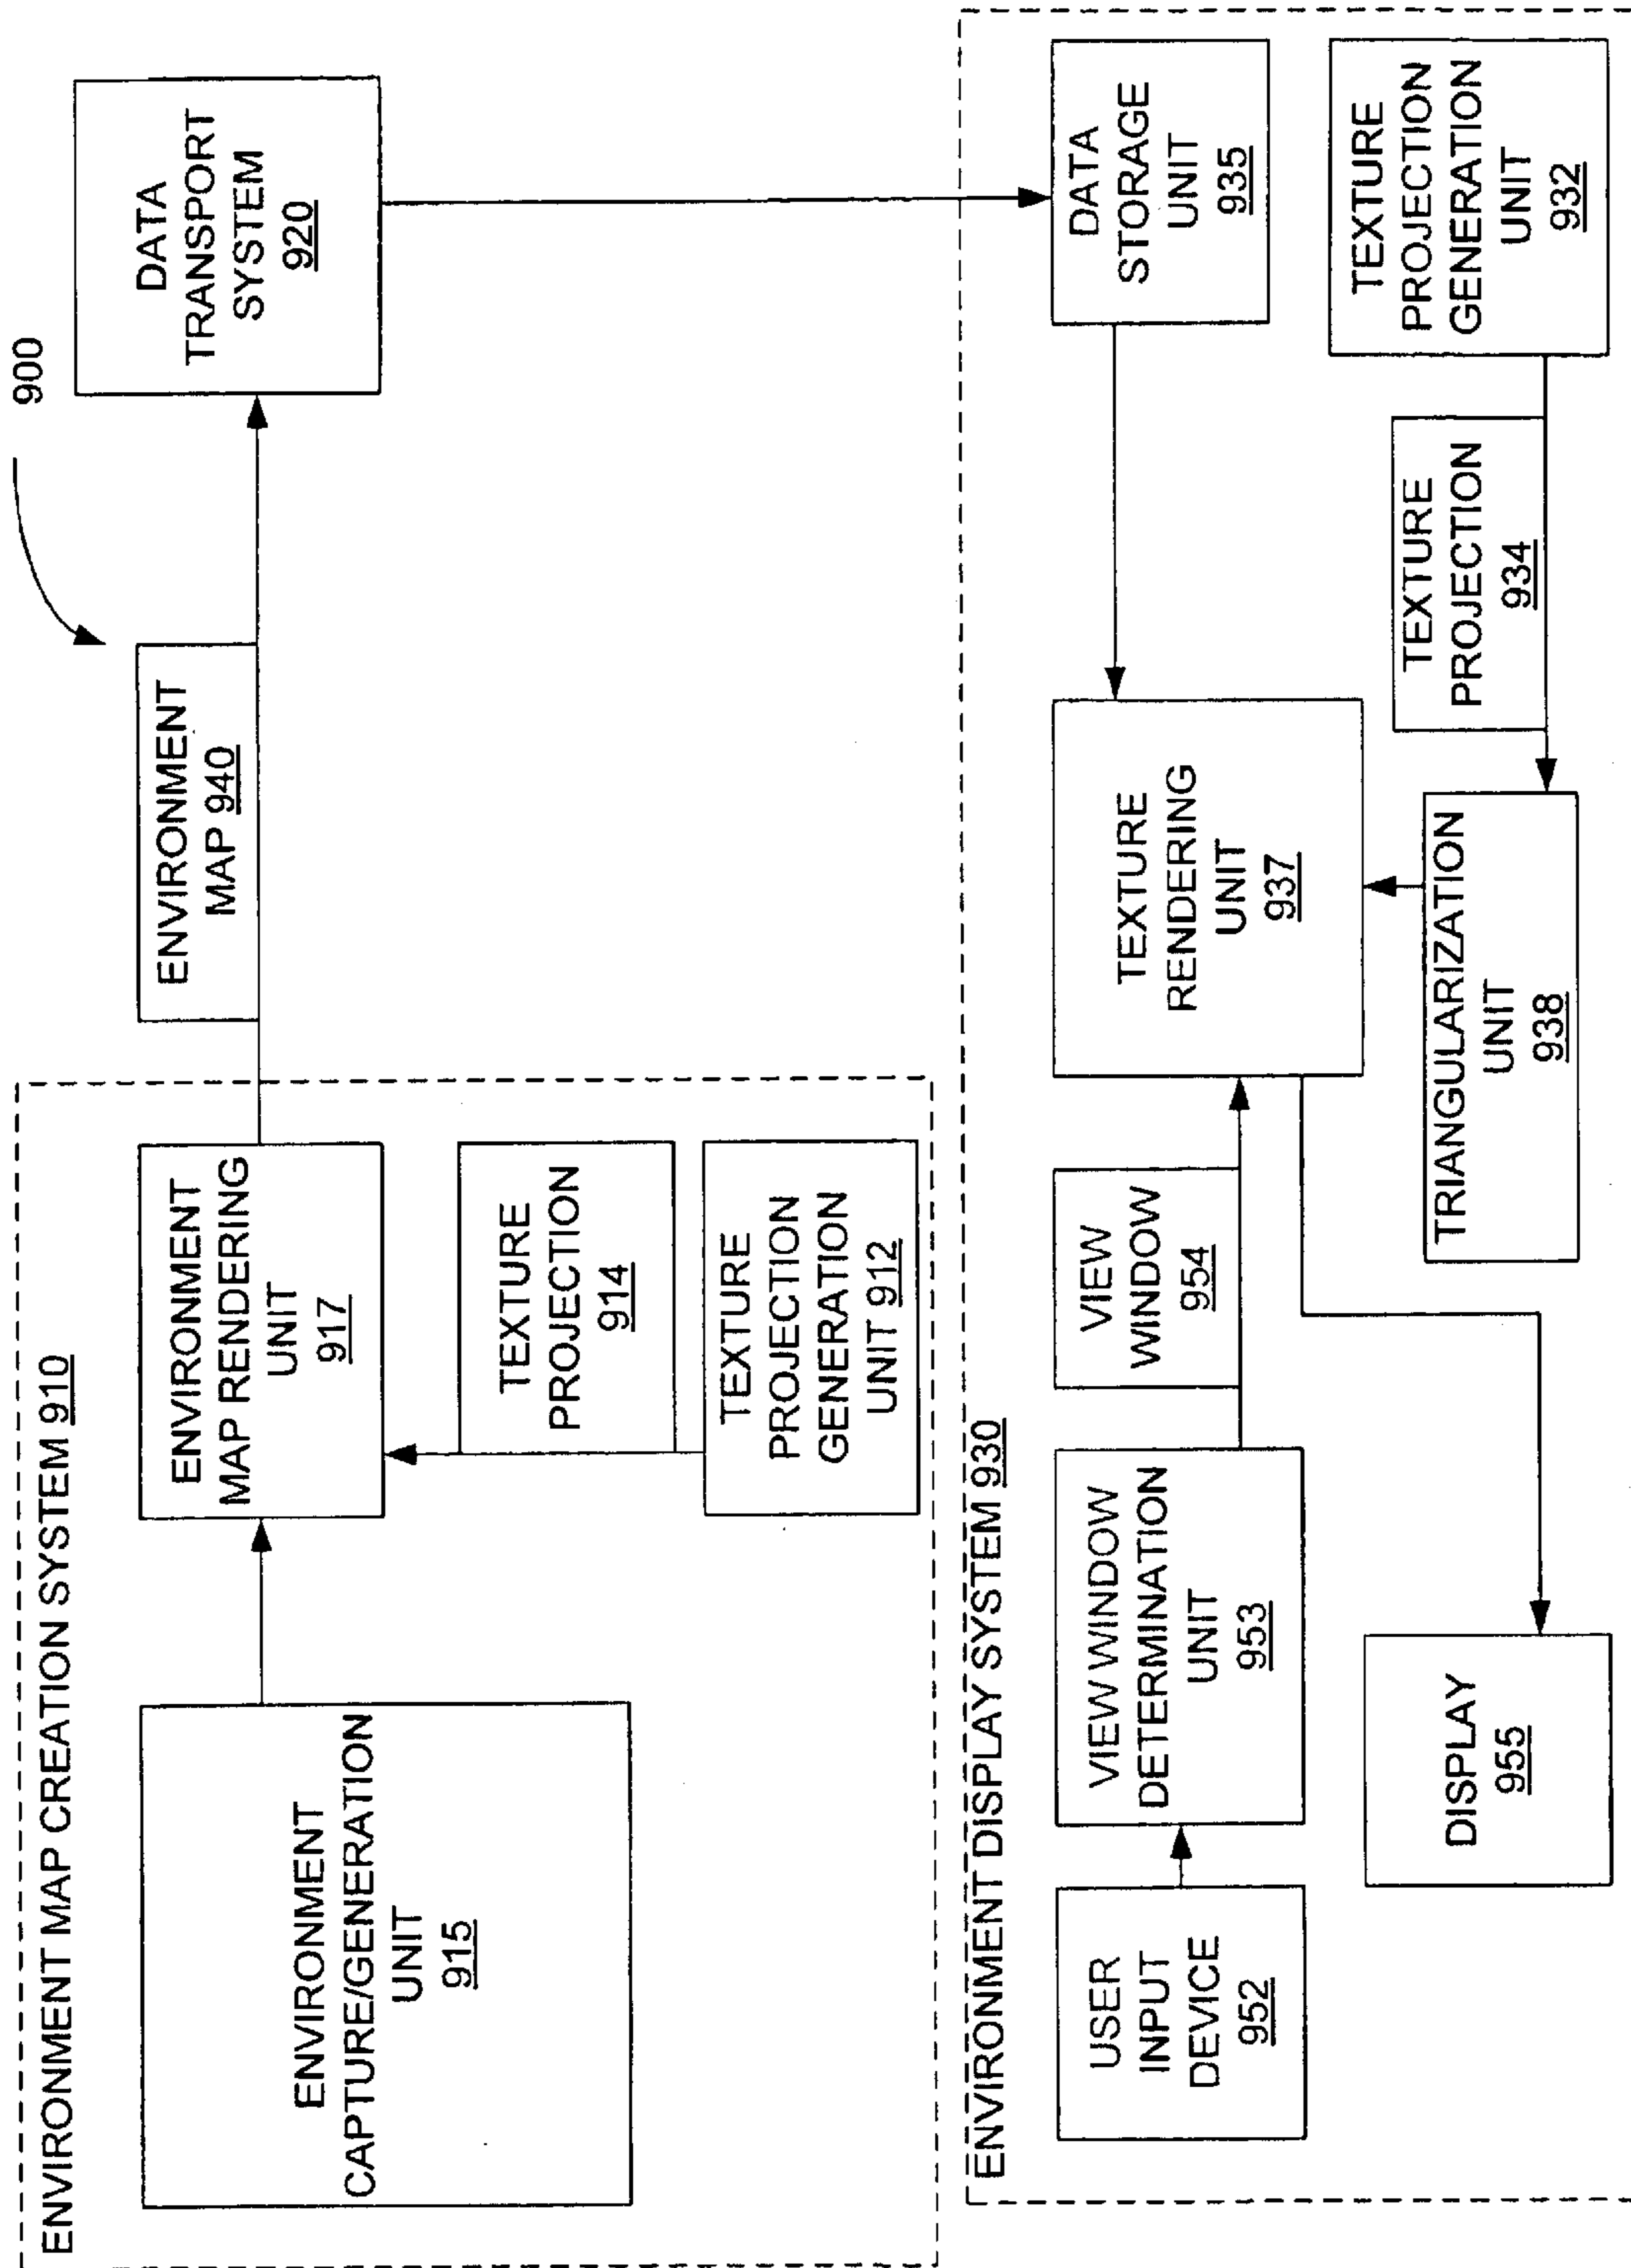 900
ENVIRONMENT MAP CREATION SYSTEM 910
ENVIRONMENT
CAPTURE/GENERATION
UNIT
915
ENVIRONMENT
MAP RENDERING
UNIT
917
TEXTURE
PROJECTION
914
TEXTURE
PROJECTION
GENERATION
UNIT 912
ENVIRONMENT
MAP 940
DATA
TRANSPORT
SYSTEM
920
ENVIRONMENT DISPLAY SYSTEM 930
USER
INPUT
DEVICE
952
VIEW WINDOW
DETERMINATION
UNIT
953
VIEW
WINDOW
954
TEXTURE
RENDERING
UNIT
937
DATA
STORAGE
UNIT
935
DISPLAY
955
TRIANGULARIZATION
UNIT
938
TEXTURE
PROJECTION
934
TEXTURE
PROJECTION
GENERATION
UNIT
932